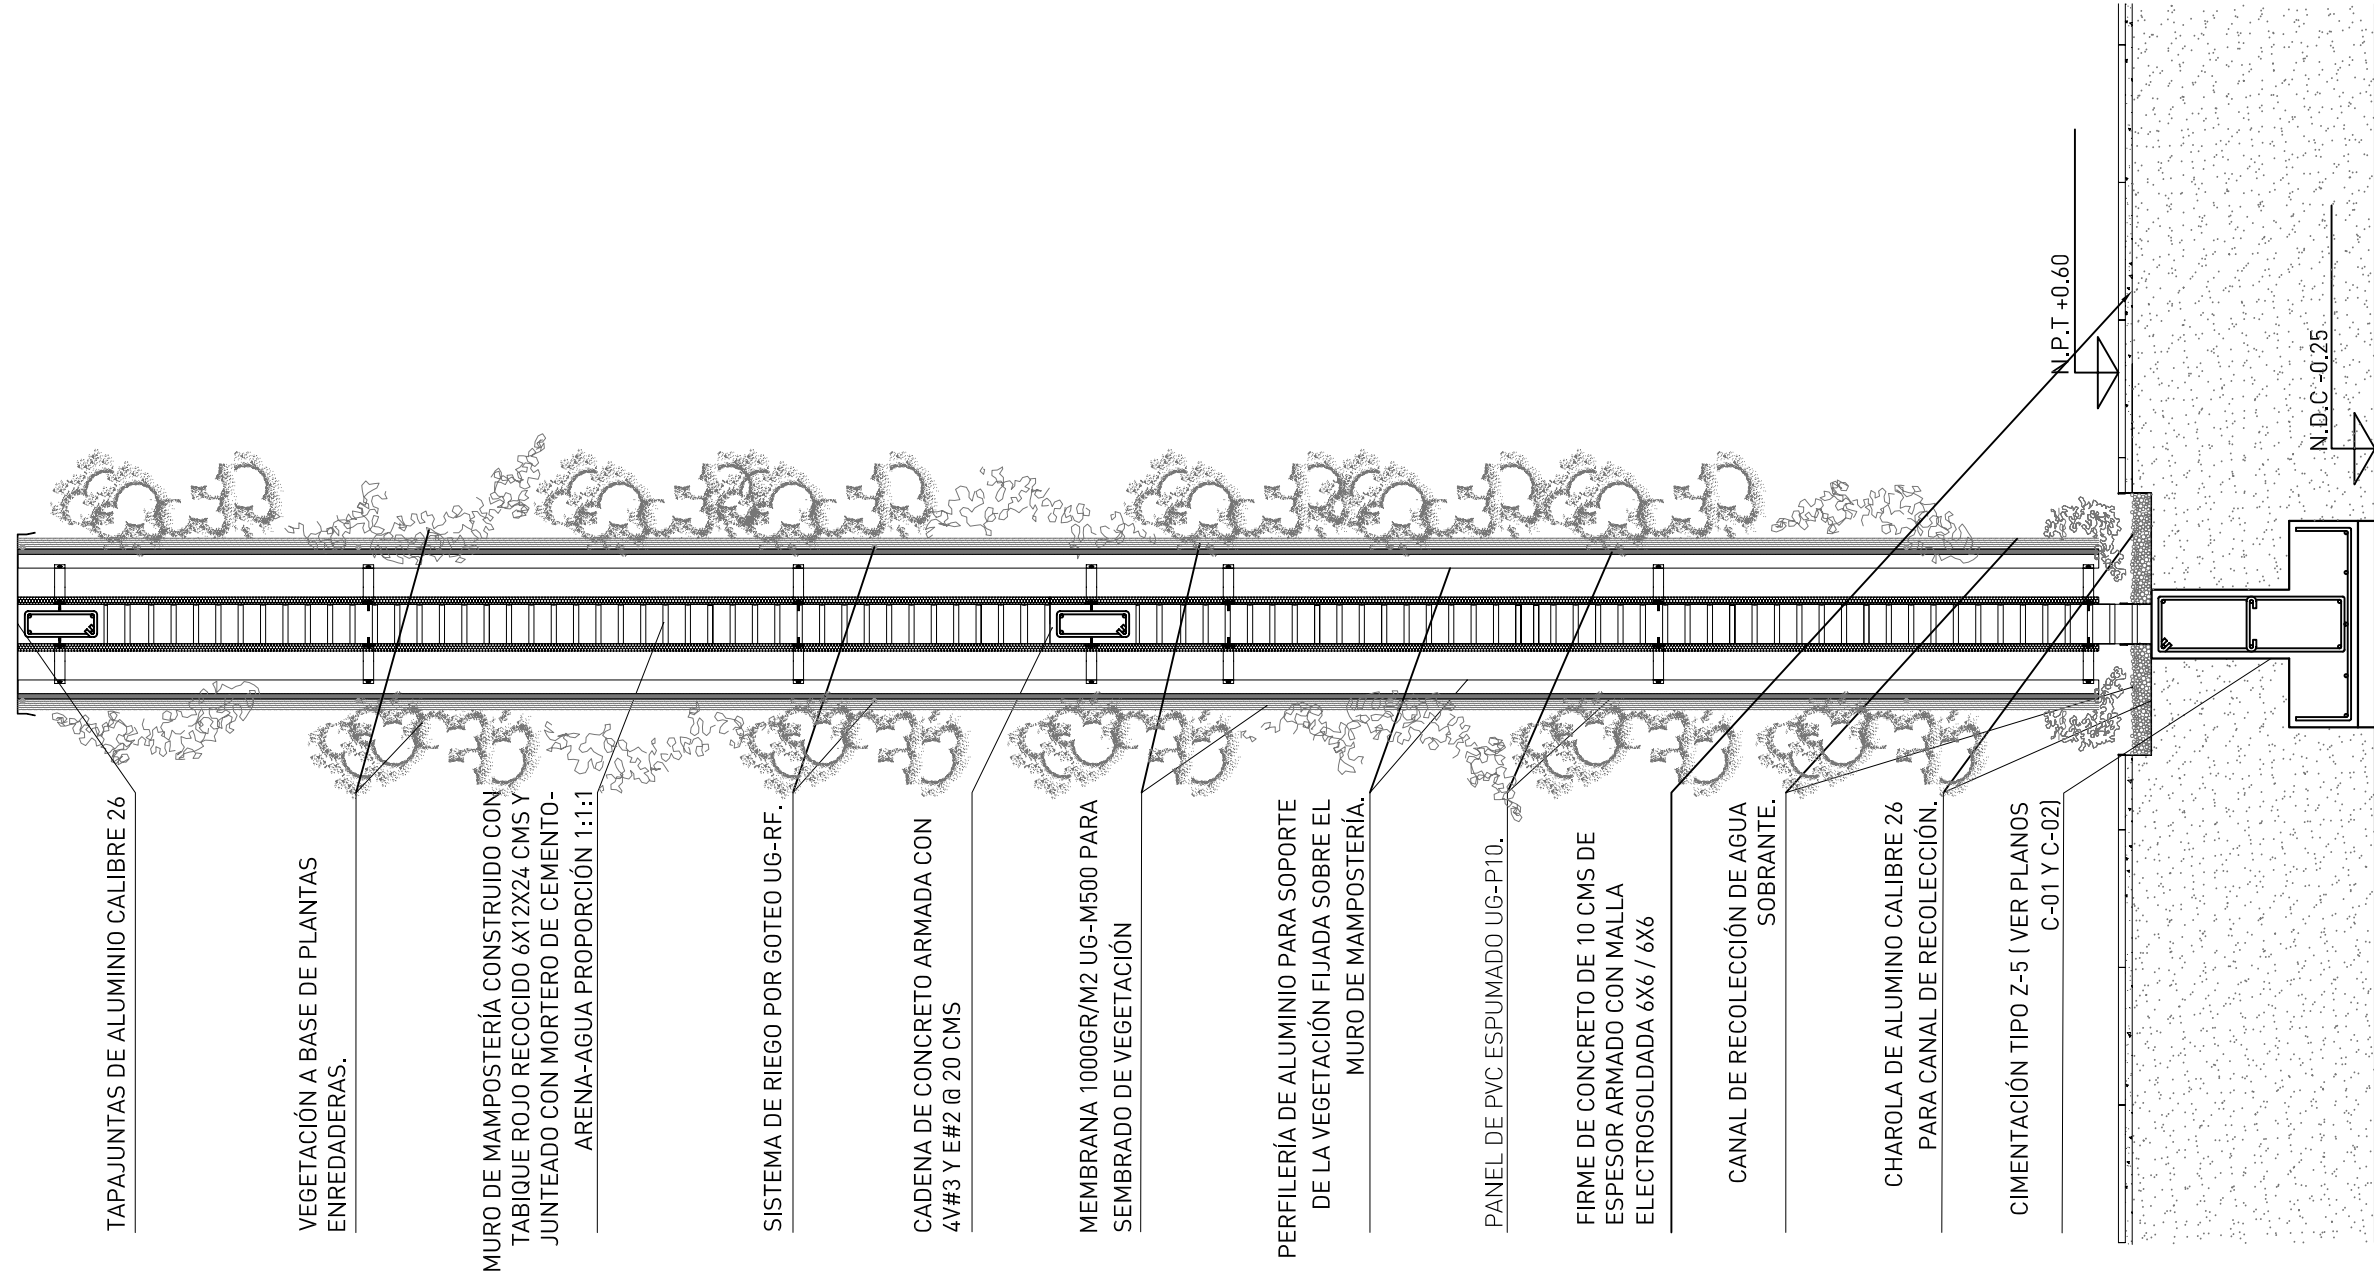 TAPAJUNTAS DE ALUMINIO CALIBRE 26
VEGETACIÓN A BASE DE PLANTAS
ENREDADERAS.
MURO DE MAMPOSTERÍA CONSTRUIDO CON
TABIQUE ROJO RECOCIDO 6X12X24 CMS Y
JUNTEADO CON MORTERO DE CEMENTO-
ARENA-AGUA PROPORCIÓN 1:1:1
SISTEMA DE RIEGO POR GOTEO UG-RF.
CADENA DE CONCRETO ARMADA CON
4V#3 Y E#2 @ 20 CMS
MEMBRANA 1000GR/M2 UG-M500 PARA
SEMBRADO DE VEGETACIÓN
PERFILERÍA DE ALUMINIO PARA SOPORTE
DE LA VEGETACIÓN FIJADA SOBRE EL
MURO DE MAMPOSTERÍA.
PANEL DE PVC ESPUMADO UG-P10.
FIRME DE CONCRETO DE 10 CMS DE
ESPESOR ARMADO CON MALLA
ELECTROSOLDADA 6X6 / 6X6
CANAL DE RECOLECCIÓN DE AGUA
SOBRANTE.
CHAROLA DE ALUMINO CALIBRE 26
PARA CANAL DE RECOLECCIÓN.
CIMENTACIÓN TIPO Z-5 ( VER PLANOS
C-01 Y C-02)
N.P.T +0.60
N.D.C -0.25